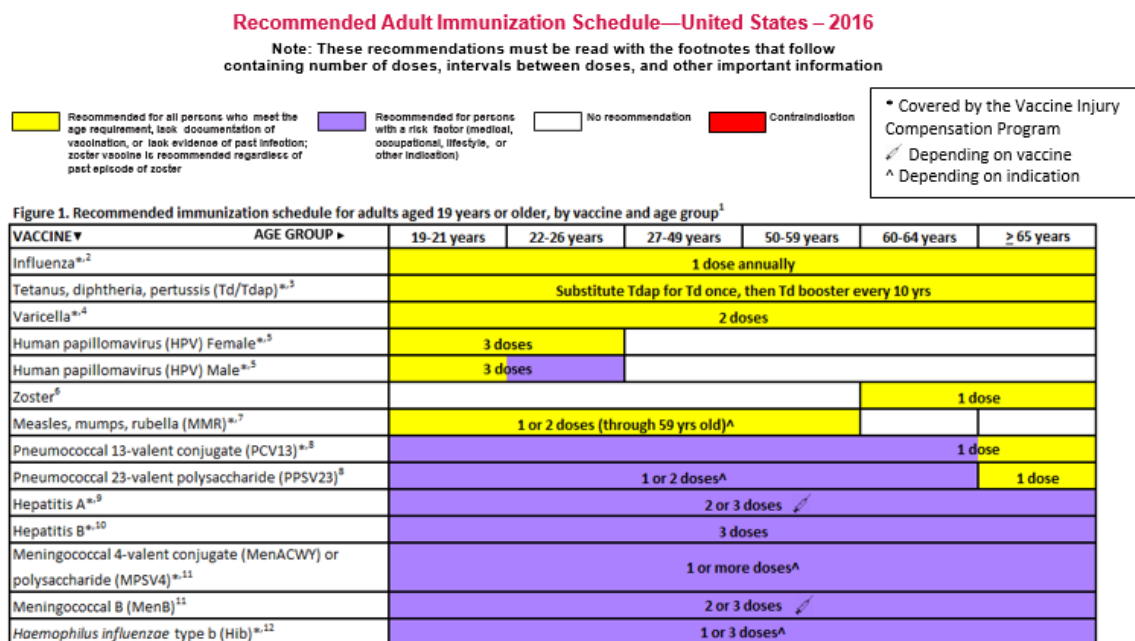 Recommended Adult Immunization Schedule—United States – 2016
Note: These recommendations must be read with the footnotes that follow
containing number of doses, intervals between doses, and other important information
Recommended for all persons who meet the
age requirement, lack documentation of
vaccination, or lack evidence of past infection;
zoster vaccine is recommended regardless of
past episode of zoster
Recommended for persons
with a risk factor (medical,
occupational, lifestyle, or
other indication)
No recommendation
Contraindication
* Covered by the Vaccine Injury
Compensation Program
Depending on vaccine
^ Depending on indication
Figure 1. Recommended immunization schedule for adults aged 19 years or older, by vaccine and age group¹
VACCINE▼ AGE GROUP ► 19-21 years 22-26 years 27-49 years 50-59 years 60-64 years ≥ 65 years
Influenza*,² 1 dose annually
Tetanus, diphtheria, pertussis (Td/Tdap)*,³ Substitute Tdap for Td once, then Td booster every 10 yrs
Varicella*,⁴ 2 doses
Human papillomavirus (HPV) Female*,⁵ 3 doses
Human papillomavirus (HPV) Male*,⁵ 3 doses
Zoster⁶ 1 dose
Measles, mumps, rubella (MMR)*,⁷ 1 or 2 doses (through 59 yrs old)^
Pneumococcal 13-valent conjugate (PCV13)*,⁸ 1 dose
Pneumococcal 23-valent polysaccharide (PPSV23)⁸ 1 or 2 doses^ 1 dose
Hepatitis A*,⁹ 2 or 3 doses
Hepatitis B*,¹⁰ 3 doses
Meningococcal 4-valent conjugate (MenACWY) or
polysaccharide (MPSV4)*,¹¹ 1 or more doses^
Meningococcal B (MenB)¹¹ 2 or 3 doses
Haemophilus influenzae type b (Hib)*,¹² 1 or 3 doses^